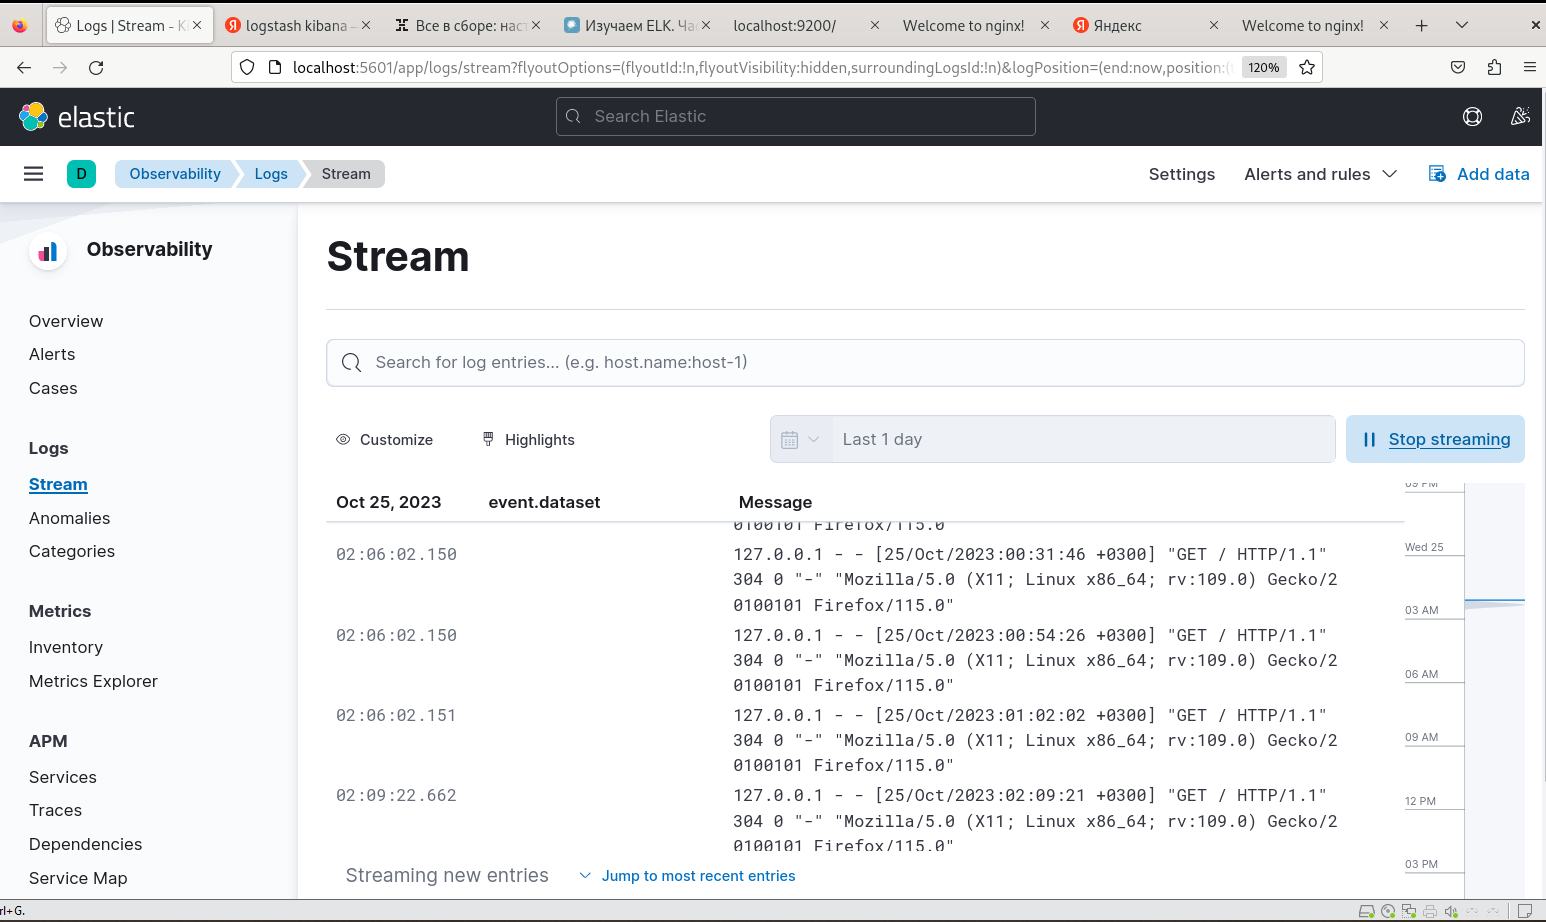 Logs | Stream - K
logstash kibana –
Все в сборе: наст
Изучаем ELK. Ча
localhost:9200/
Welcome to nginx!
Яндекс
Welcome to nginx!
localhost:5601/app/logs/stream?flyoutOptions=(flyoutId:!n,flyoutVisibility:hidden,surroundingLogsId:!n)&logPosition=(end:now,position:(
120%
elastic
Search Elastic
D
Observability
Logs
Stream
Settings
Alerts and rules
Add data
Observability
Overview
Alerts
Cases
Logs
Stream
Anomalies
Categories
Metrics
Inventory
Metrics Explorer
APM
Services
Traces
Dependencies
Service Map
Stream
Search for log entries... (e.g. host.name:host-1)
Customize
Highlights
Last 1 day
Stop streaming
Oct 25, 2023
event.dataset
Message
0100101 Firefox/115.0"
02:06:02.150
127.0.0.1 - - [25/Oct/2023:00:31:46 +0300] "GET / HTTP/1.1"
304 0 "-" "Mozilla/5.0 (X11; Linux x86_64; rv:109.0) Gecko/2
0100101 Firefox/115.0"
02:06:02.150
127.0.0.1 - - [25/Oct/2023:00:54:26 +0300] "GET / HTTP/1.1"
304 0 "-" "Mozilla/5.0 (X11; Linux x86_64; rv:109.0) Gecko/2
0100101 Firefox/115.0"
02:06:02.151
127.0.0.1 - - [25/Oct/2023:01:02:02 +0300] "GET / HTTP/1.1"
304 0 "-" "Mozilla/5.0 (X11; Linux x86_64; rv:109.0) Gecko/2
0100101 Firefox/115.0"
02:09:22.662
127.0.0.1 - - [25/Oct/2023:02:09:21 +0300] "GET / HTTP/1.1"
304 0 "-" "Mozilla/5.0 (X11; Linux x86_64; rv:109.0) Gecko/2
0100101 Firefox/115.0"
Streaming new entries
Jump to most recent entries
09 PM
Wed 25
03 AM
06 AM
09 AM
12 PM
03 PM
rl+G.